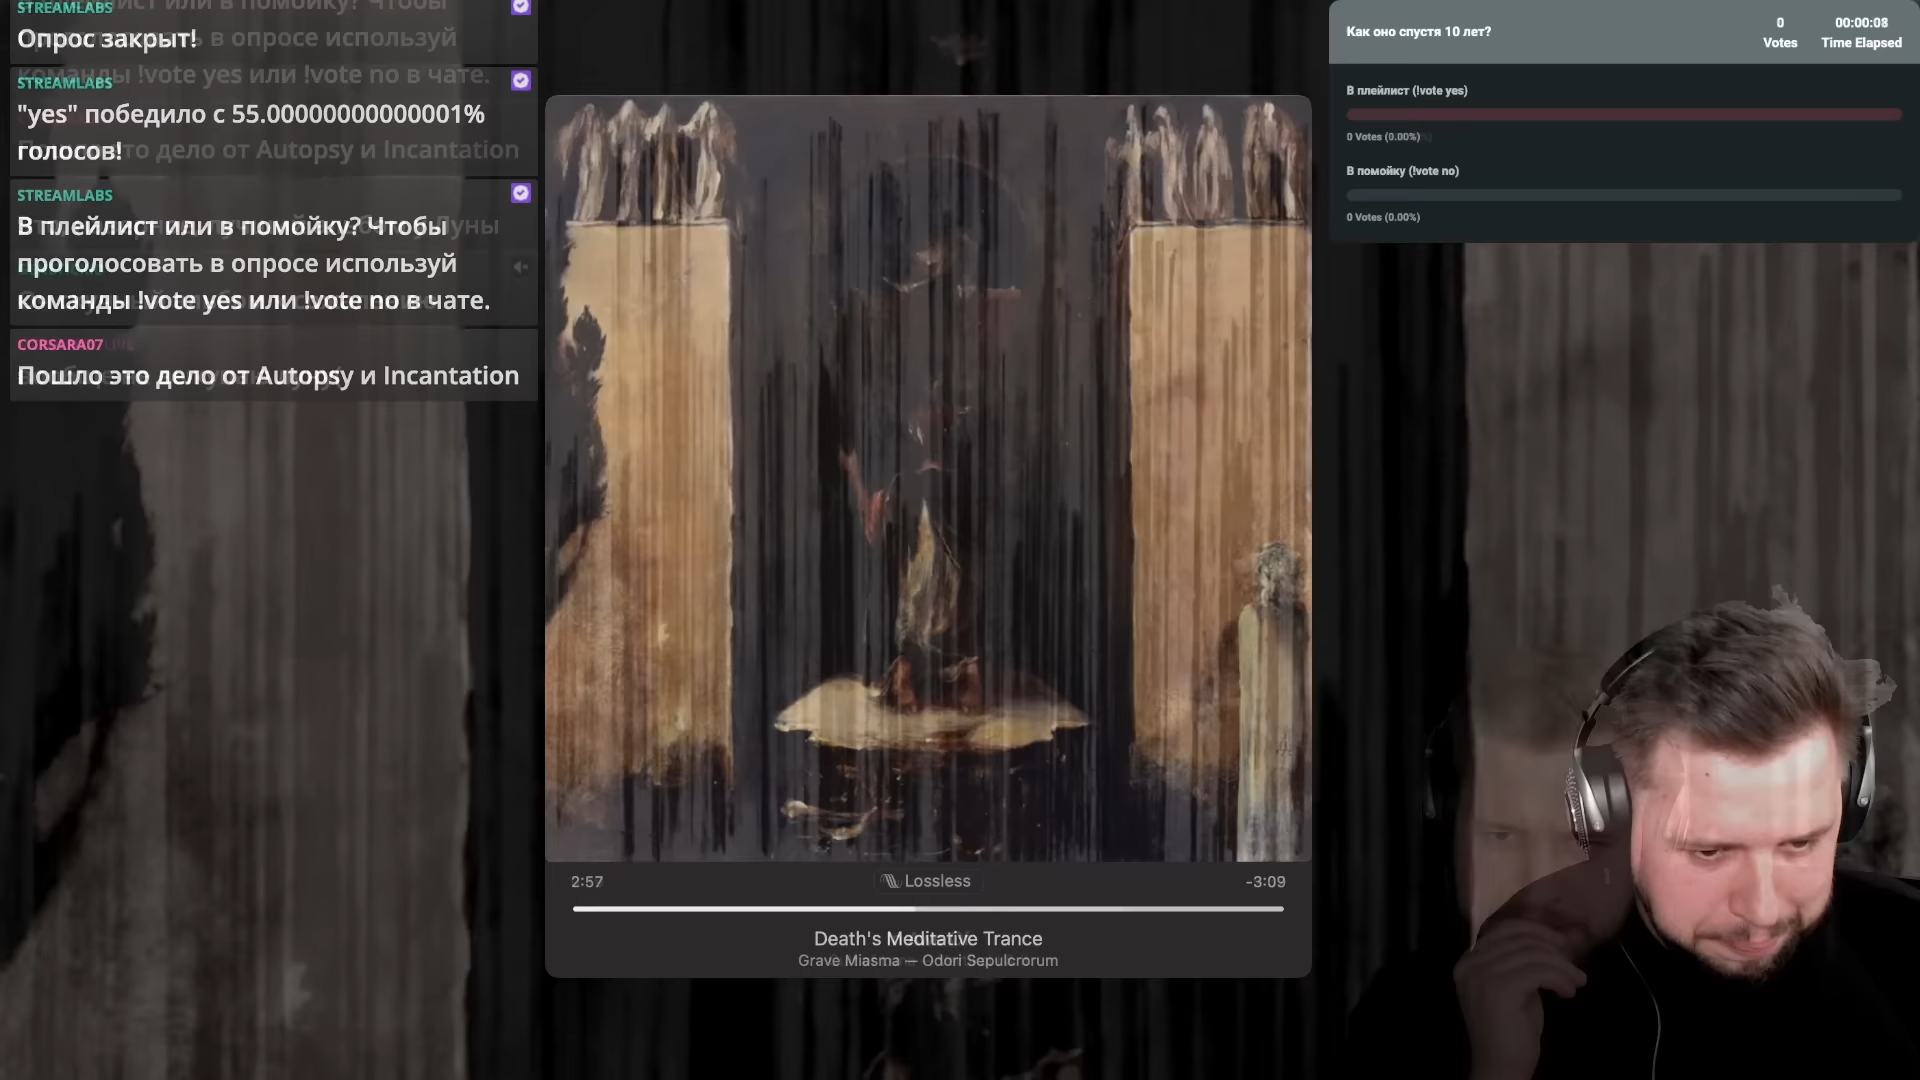 STREAMLABS
Опрос закрыт!
STREAMLABS
"yes" победило с 55.00000000000001%
голосов!
STREAMLABS
В плейлист или в помойку? Чтобы
проголосовать в опросе используй
команды !vote yes или !vote no в чате.
CORSARA07
Пошло это дело от Autopsy и Incantation
2:57
Lossless
-3:09
Death's Meditative Trance
Grave Miasma — Odori Sepulcrorum
Как оно спустя 10 лет?
0
Votes
00:00:08
Time Elapsed
В плейлист (!vote yes)
0 Votes (0.00%)
В помойку (!vote no)
0 Votes (0.00%)